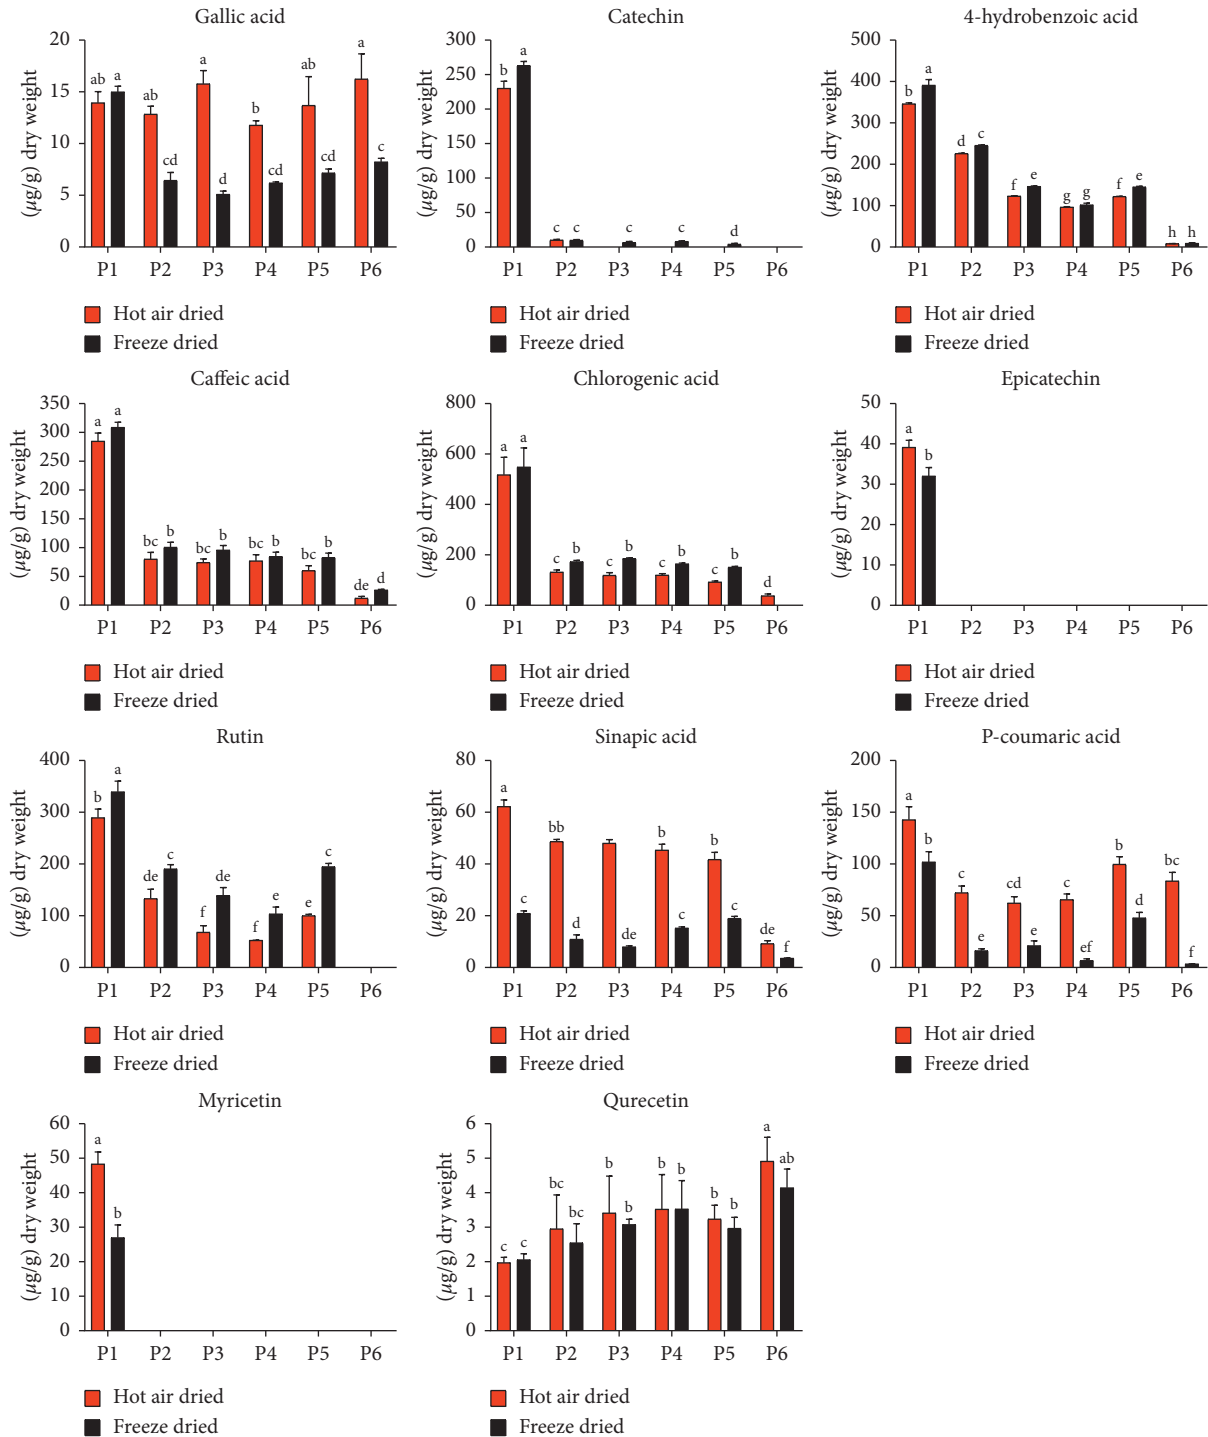 Gallic acid
(µg/g) dry weight
20
15
10
5
0
ab a ab cd a d b cd ab cd a c
P1 P2 P3 P4 P5 P6
Hot air dried
Freeze dried
Catechin
(µg/g) dry weight
300
250
200
150
100
50
0
b a c c c c d
P1 P2 P3 P4 P5 P6
Hot air dried
Freeze dried
4-hydrobenzoic acid
(µg/g) dry weight
500
400
300
200
100
0
b a d c f e g g f e h h
P1 P2 P3 P4 P5 P6
Hot air dried
Freeze dried
Caffeic acid
(µg/g) dry weight
350
300
250
200
150
100
50
0
a a bc b bc b bc b bc b de d
P1 P2 P3 P4 P5 P6
Hot air dried
Freeze dried
Chlorogenic acid
(µg/g) dry weight
800
600
400
200
0
a a c b c b c b c b d
P1 P2 P3 P4 P5 P6
Hot air dried
Freeze dried
Epicatechin
(µg/g) dry weight
50
40
30
20
10
0
a b
P1 P2 P3 P4 P5 P6
Hot air dried
Freeze dried
Rutin
(µg/g) dry weight
400
300
200
100
0
b a de c f de f e e c
P1 P2 P3 P4 P5 P6
Hot air dried
Freeze dried
Sinapic acid
(µg/g) dry weight
80
60
40
20
0
a c bb d de b c b c de f
P1 P2 P3 P4 P5 P6
Hot air dried
Freeze dried
P-coumaric acid
(µg/g) dry weight
200
150
100
50
0
a b c e cd e c ef b d bc f
P1 P2 P3 P4 P5 P6
Hot air dried
Freeze dried
Myricetin
(µg/g) dry weight
60
50
40
30
20
10
0
a b
P1 P2 P3 P4 P5 P6
Hot air dried
Freeze dried
Qurecetin
(µg/g) dry weight
6
5
4
3
2
1
0
c c bc bc b b b b b b a ab
P1 P2 P3 P4 P5 P6
Hot air dried
Freeze dried